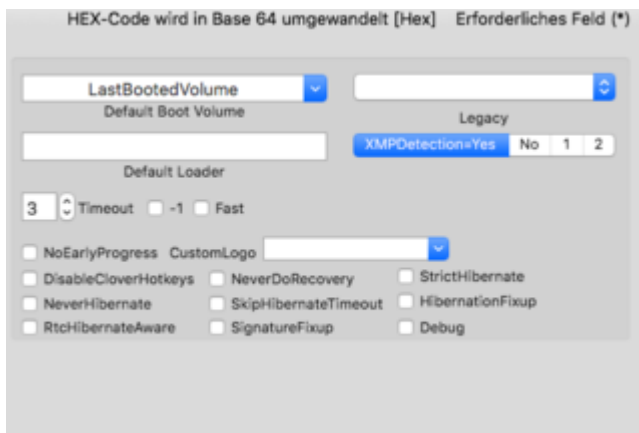 HEX-Code wird in Base 64 umgewandelt [Hex] Erforderliches Feld (*)
LastBootedVolume
Default Boot Volume
Legacy
XMPDetection=Yes No 1 2
Default Loader
3 Timeout -1 Fast
NoEarlyProgress CustomLogo
DisableCloverHotkeys NeverDoRecovery StrictHibernate
NeverHibernate SkipHibernateTimeout HibernationFixup
RtcHibernateAware SignatureFixup Debug